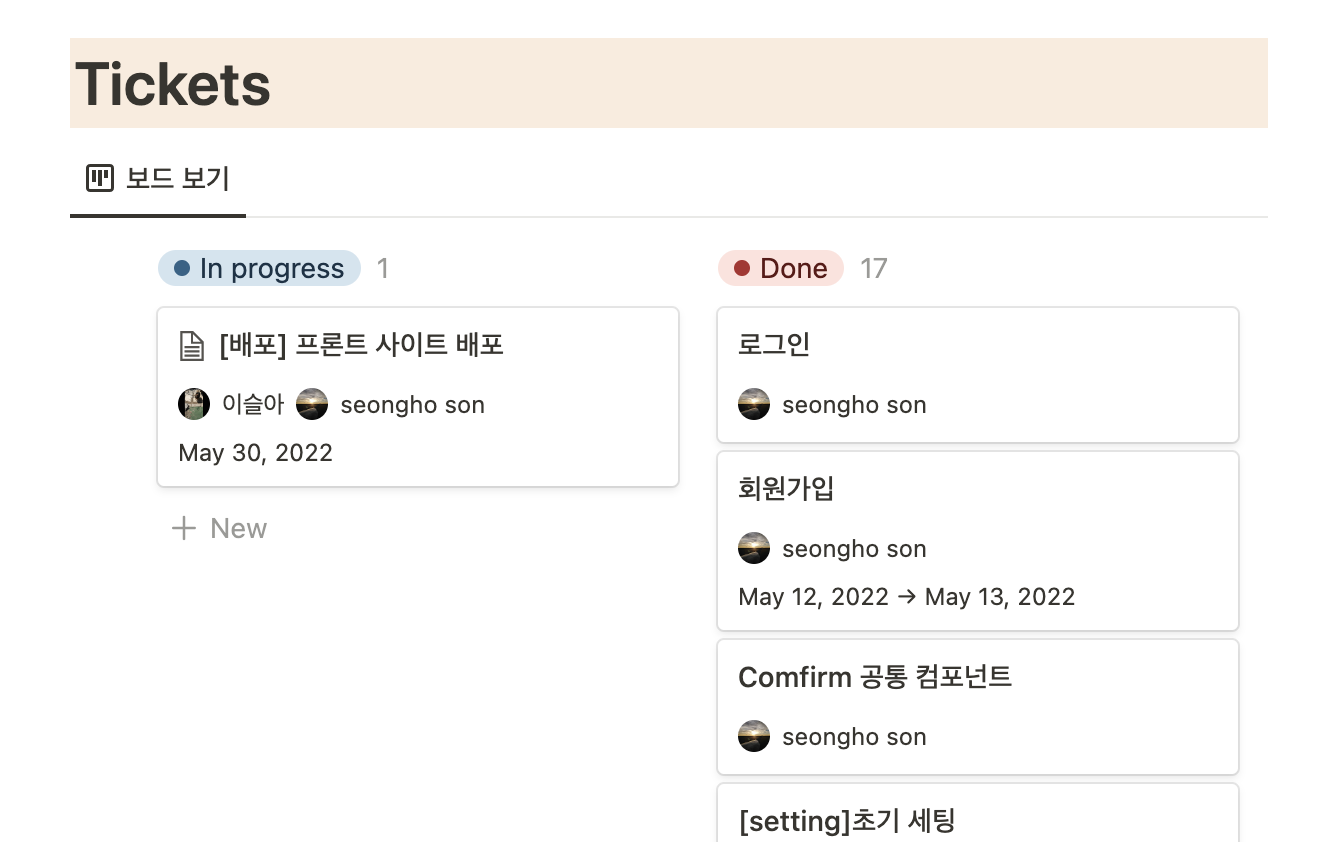 Tickets
보드 보기
In progress 1
[배포] 프론트 사이트 배포
이슬아 seongho son
May 30, 2022
+ New
Done 17
로그인
seongho son
회원가입
seongho son
May 12, 2022 → May 13, 2022
Comfirm 공통 컴포넌트
seongho son
[setting]초기 세팅